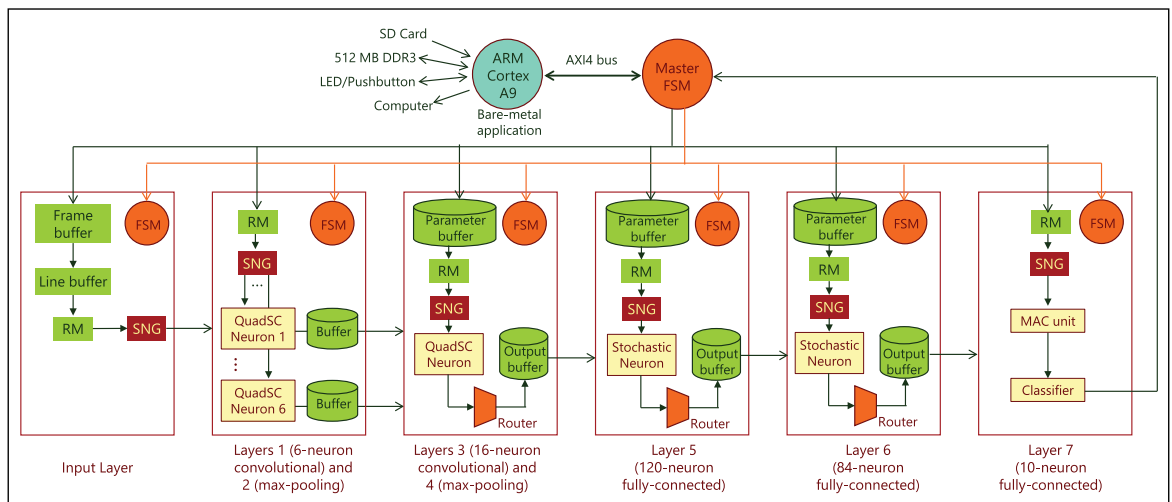 SD Card
512 MB DDR3
LED/Pushbutton
Computer
ARM
Cortex
A9
Bare-metal
application
AXI4 bus
Master
FSM
Frame
buffer
FSM
Line buffer
RM
SNG
Input Layer
RM
FSM
SNG
...
QuadSC
Neuron 1
Buffer
...
QuadSC
Neuron 6
Buffer
Layers 1 (6-neuron
convolutional) and
2 (max-pooling)
Parameter
buffer
FSM
RM
SNG
QuadSC
Neuron
Output
buffer
Router
Layers 3 (16-neuron
convolutional) and
4 (max-pooling)
Parameter
buffer
FSM
RM
SNG
Stochastic
Neuron
Output
buffer
Router
Layer 5
(120-neuron
fully-connected)
Parameter
buffer
FSM
RM
SNG
Stochastic
Neuron
Output
buffer
Router
Layer 6
(84-neuron
fully-connected)
RM
FSM
SNG
MAC unit
Classifier
Layer 7
(10-neuron
fully-connected)